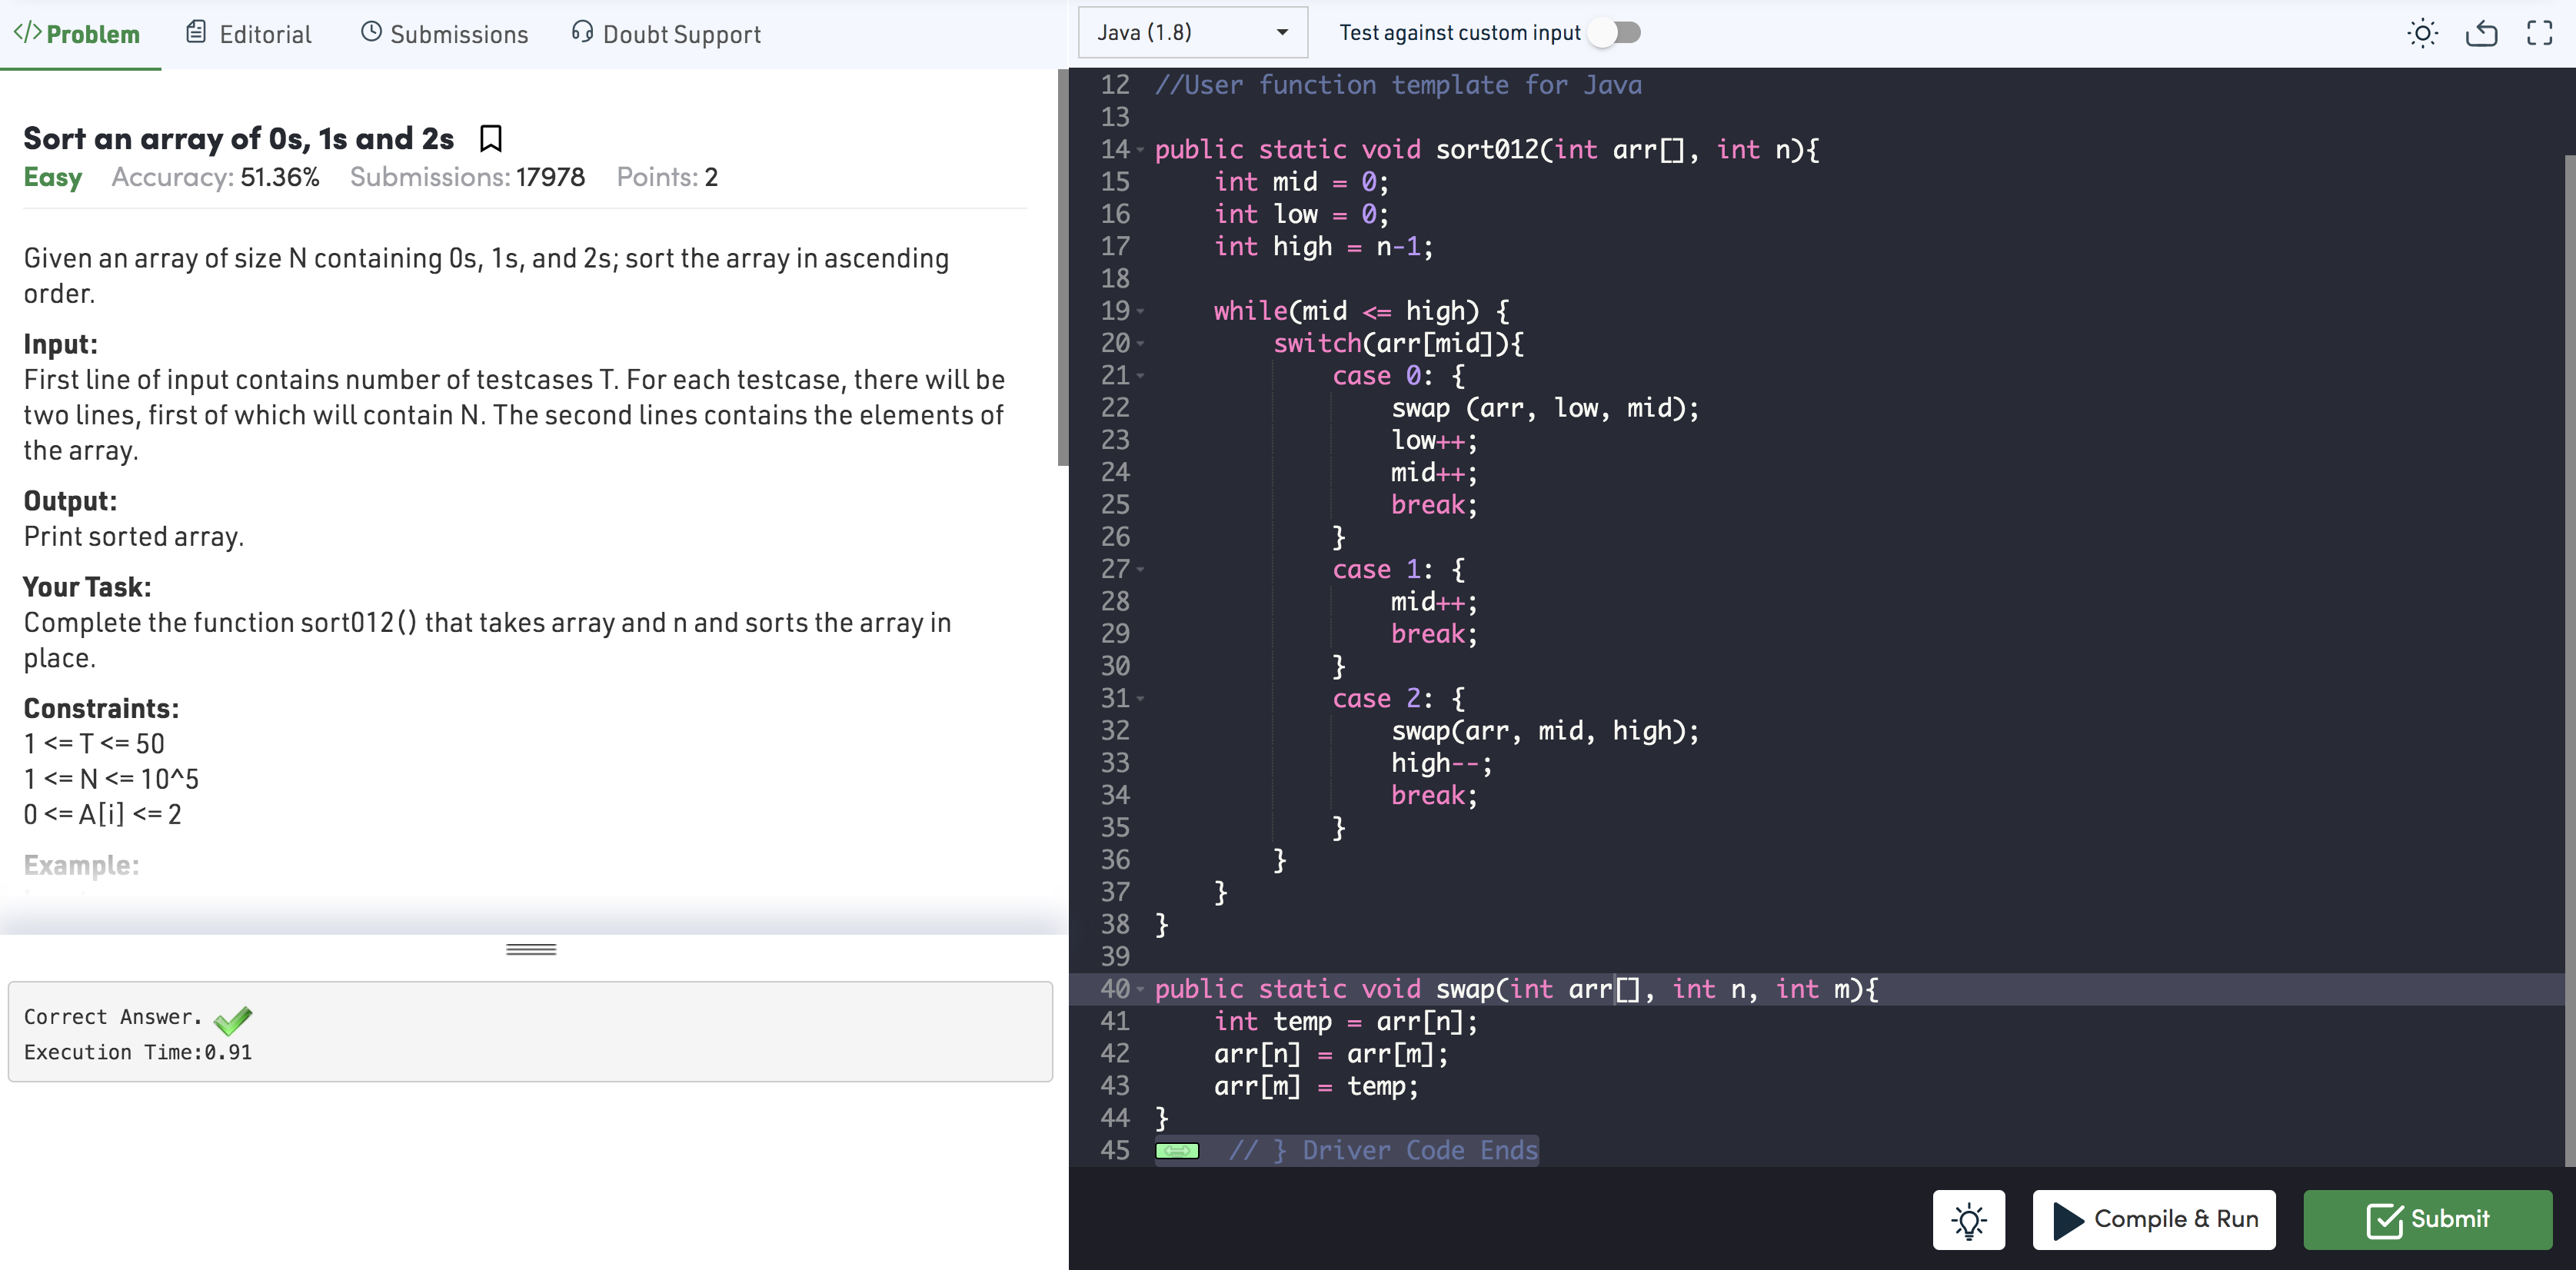 </> Problem
Editorial
Submissions
Doubt Support
Sort an array of 0s, 1s and 2s
Easy Accuracy: 51.36% Submissions: 17978 Points: 2
Given an array of size N containing 0s, 1s, and 2s; sort the array in ascending
order.
Input:
First line of input contains number of testcases T. For each testcase, there will be
two lines, first of which will contain N. The second lines contains the elements of
the array.
Output:
Print sorted array.
Your Task:
Complete the function sort012() that takes array and n and sorts the array in
place.
Constraints:
1 <= T <= 50
1 <= N <= 10^5
0 <= A[i] <= 2
Example:
Correct Answer.
Execution Time:0.91
Java (1.8)
Test against custom input
12 //User function template for Java
13
14 public static void sort012(int arr[], int n){
15     int mid = 0;
16     int low = 0;
17     int high = n-1;
18
19     while(mid <= high) {
20         switch(arr[mid]){
21             case 0: {
22                 swap (arr, low, mid);
23                 low++;
24                 mid++;
25                 break;
26             }
27             case 1: {
28                 mid++;
29                 break;
30             }
31             case 2: {
32                 swap(arr, mid, high);
33                 high--;
34                 break;
35             }
36         }
37     }
38 }
39
40 public static void swap(int arr[], int n, int m){
41     int temp = arr[n];
42     arr[n] = arr[m];
43     arr[m] = temp;
44 }
45 // } Driver Code Ends
Compile & Run
Submit